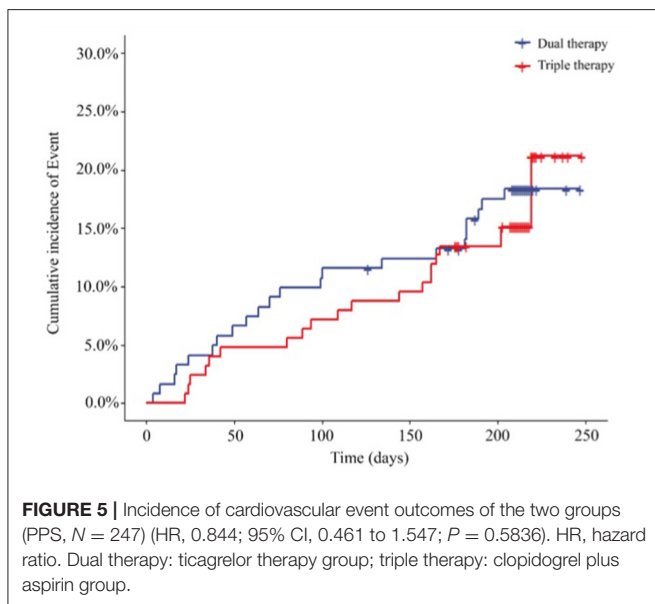 30.0%
25.0%
20.0%
15.0%
10.0%
5.0%
0.0%
Cumulative incidence of Event
Dual therapy
Triple therapy
0 50 100 150 200 250
Time (days)
FIGURE 5 | Incidence of cardiovascular event outcomes of the two groups
(PPS, N = 247) (HR, 0.844; 95% CI, 0.461 to 1.547; P = 0.5836). HR, hazard
ratio. Dual therapy: ticagrelor therapy group; triple therapy: clopidogrel plus
aspirin group.